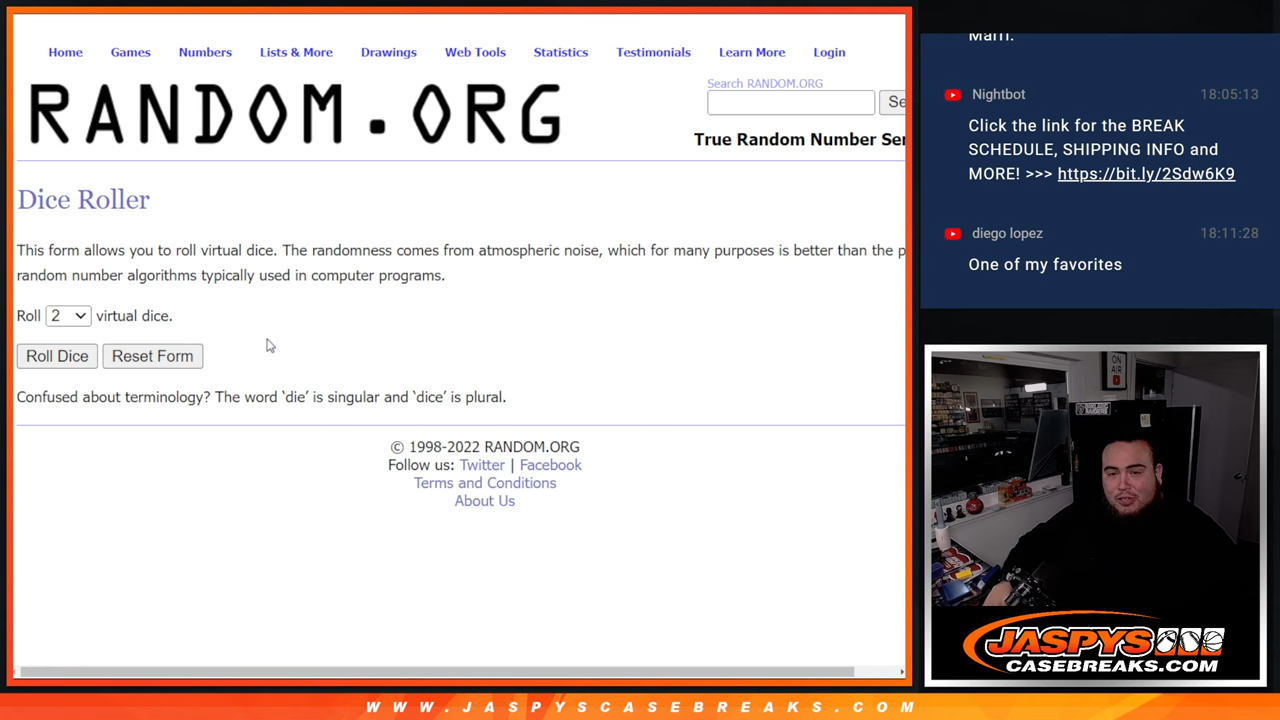 Home Games Numbers Lists & More Drawings Web Tools Statistics Testimonials Learn More Login
RANDOM.ORG
Search RANDOM.ORG
Se
True Random Number Ser
Dice Roller
This form allows you to roll virtual dice. The randomness comes from atmospheric noise, which for many purposes is better than the p
random number algorithms typically used in computer programs.
Roll 2 virtual dice.
Roll Dice Reset Form
Confused about terminology? The word ‘die’ is singular and ‘dice’ is plural.
© 1998-2022 RANDOM.ORG
Follow us: Twitter | Facebook
Terms and Conditions
About Us
Nightbot 18:05:13
Click the link for the BREAK
SCHEDULE, SHIPPING INFO and
MORE! >>> https://bit.ly/2Sdw6K9
diego lopez 18:11:28
One of my favorites
ON
AIR
RAIDERS
JASPYS
CASEBREAKS.COM
WWW.JASPYSCASEBREAKS.COM